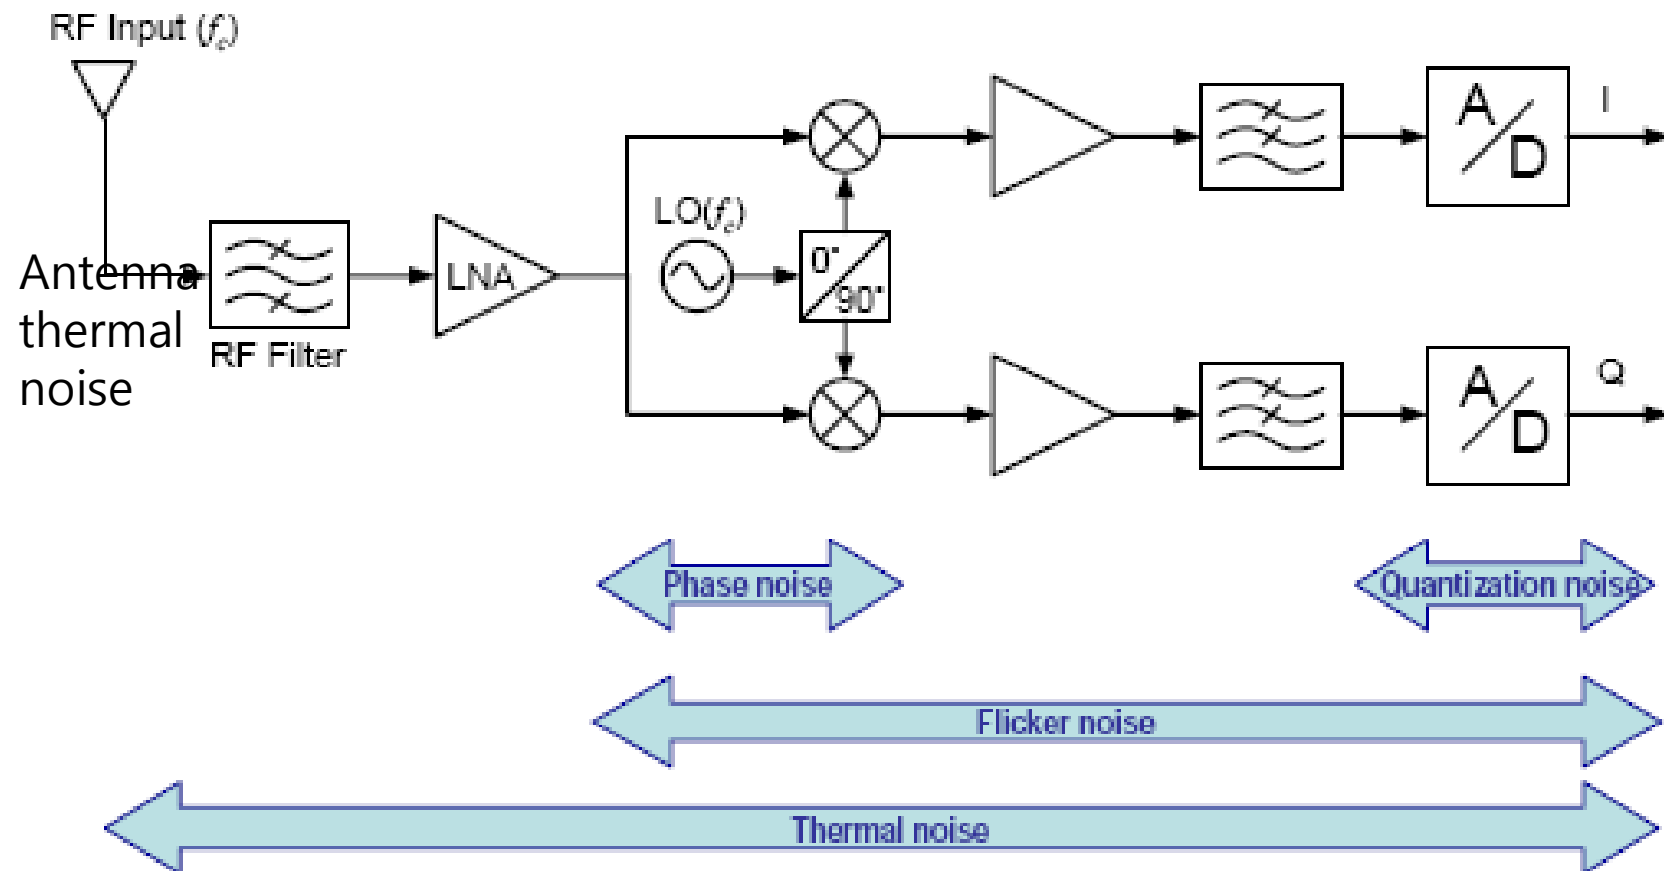 RF Input (fc)
I
A/D
LO(fc)
0°
90°
Antenna
thermal
noise
LNA
RF Filter
Q
A/D
Phase noise
Quantization noise
Flicker noise
Thermal noise